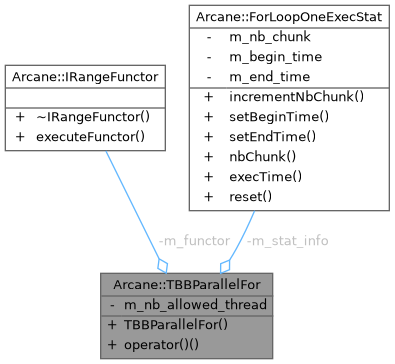 Arcane::IRangeFunctor
+ ~IRangeFunctor()
+ executeFunctor()
Arcane::ForLoopOneExecStat
- m_nb_chunk
- m_begin_time
- m_end_time
+ incrementNbChunk()
+ setBeginTime()
+ setEndTime()
+ nbChunk()
+ execTime()
+ reset()
-m_functor
-m_stat_info
Arcane::TBBParallelFor
- m_nb_allowed_thread
+ TBBParallelFor()
+ operator()()